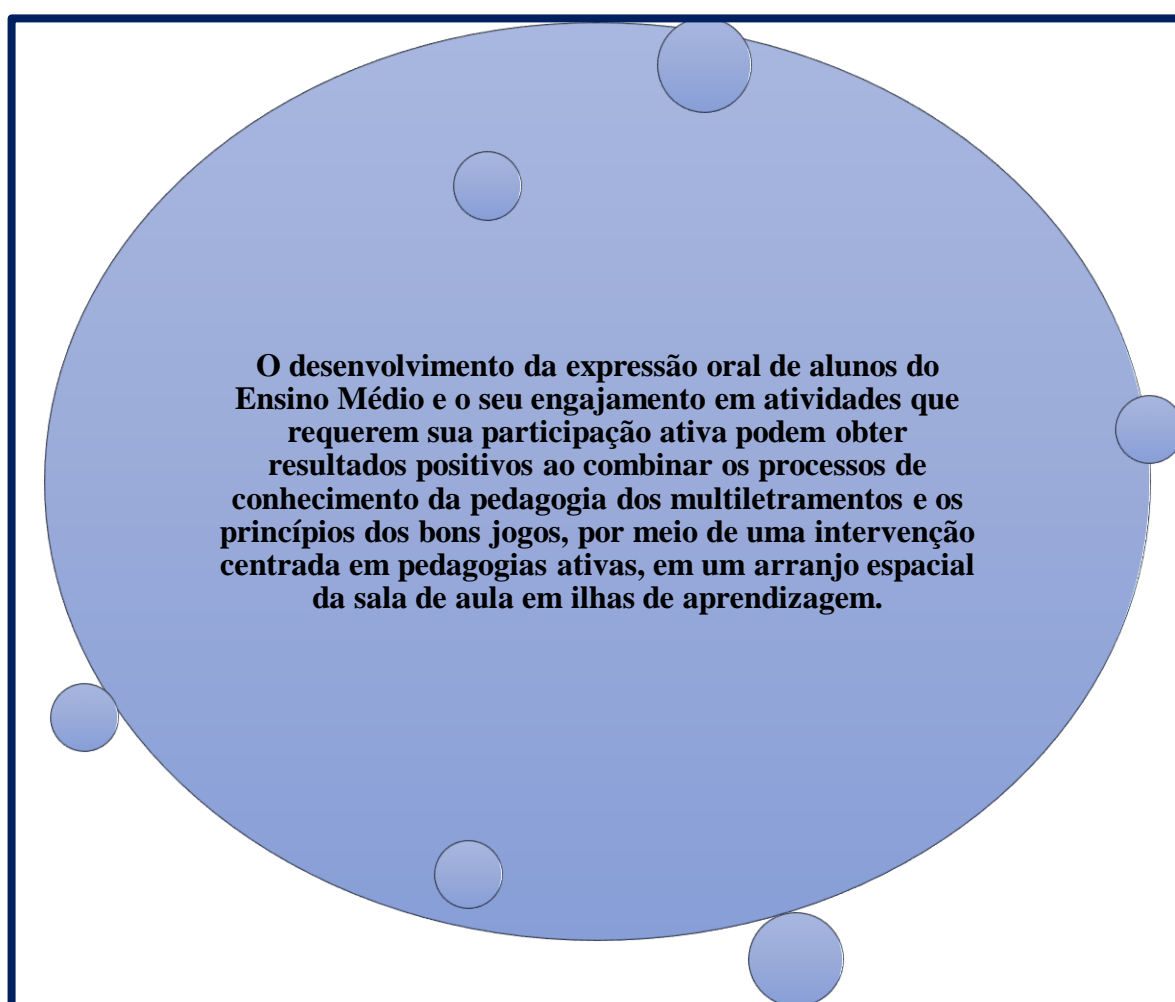 O desenvolvimento da expressão oral de alunos do
Ensino Médio e o seu engajamento em atividades que
requerem sua participação ativa podem obter
resultados positivos ao combinar os processos de
conhecimento da pedagogia dos multiletramentos e os
princípios dos bons jogos, por meio de uma intervenção
centrada em pedagogias ativas, em um arranjo espacial
da sala de aula em ilhas de aprendizagem.